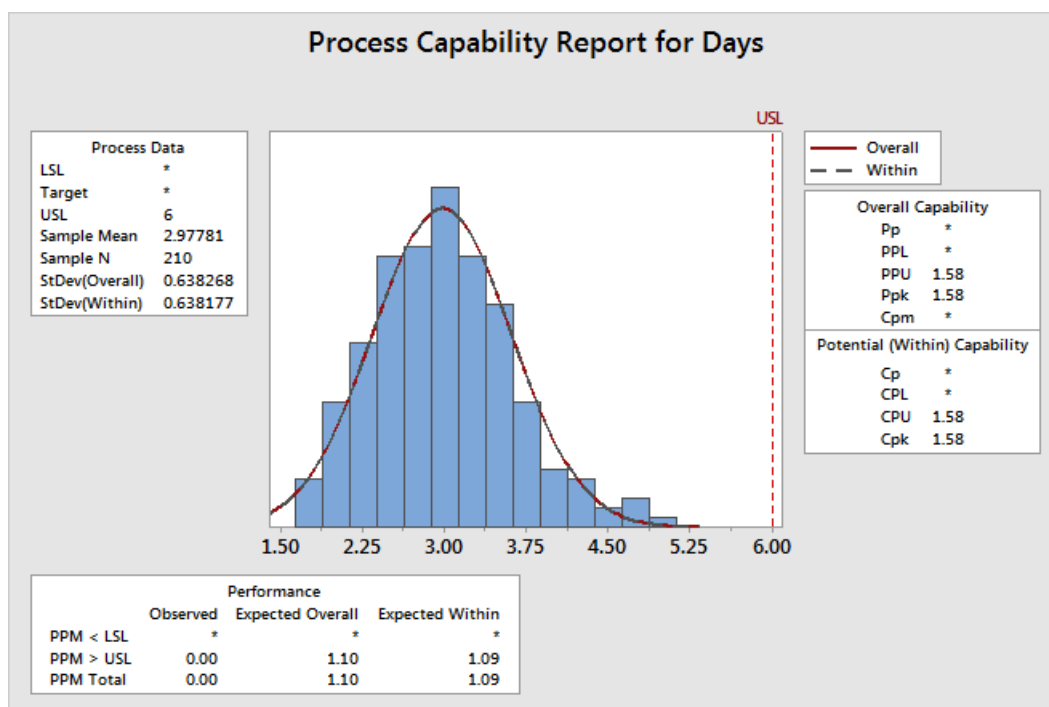 Process Capability Report for Days
USL
Process Data
LSL *
Target *
USL 6
Sample Mean 2.97781
Sample N 210
StDev(Overall) 0.638268
StDev(Within) 0.638177
Overall
Within
Overall Capability
Pp *
PPL *
PPU 1.58
Ppk 1.58
Cpm *
Potential (Within) Capability
Cp *
CPL *
CPU 1.58
Cpk 1.58
1.50 2.25 3.00 3.75 4.50 5.25 6.00
Performance
Observed Expected Overall Expected Within
PPM < LSL * * *
PPM > USL 0.00 1.10 1.09
PPM Total 0.00 1.10 1.09